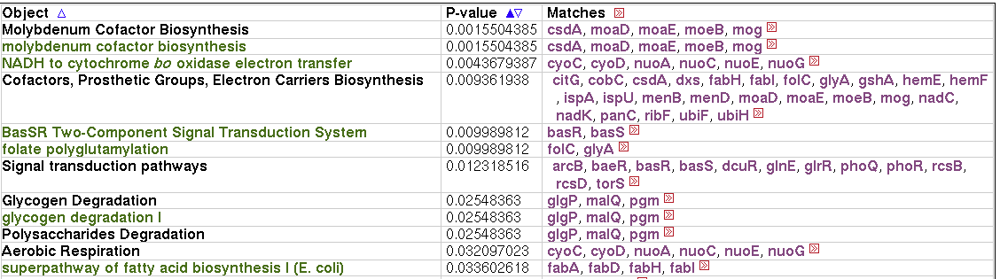 Object △ P-value ▲▽ Matches
Molybdenum Cofactor Biosynthesis 0.0015504385 csdA, moaD, moaE, moeB, mog
molybdenum cofactor biosynthesis 0.0015504385 csdA, moaD, moaE, moeB, mog
NADH to cytochrome bo oxidase electron transfer 0.0043679387 cyoC, cyoD, nuoA, nuoC, nuoE, nuoG
Cofactors, Prosthetic Groups, Electron Carriers Biosynthesis 0.009361938 citG, cobC, csdA, dxs, fabH, fabI, folC, glyA, gshA, hemE, hemF
, ispA, ispU, menB, menD, moaD, moaE, moeB, mog, nadC,
nadK, panC, ribF, ubiF, ubiH
BasSR Two-Component Signal Transduction System 0.009989812 basR, basS
folate polyglutamylation 0.009989812 folC, glyA
Signal transduction pathways 0.012318516 arcB, baeR, basR, basS, dcuR, glnE, glrR, phoQ, phoR, rcsB,
rcsD, torS
Glycogen Degradation 0.02548363 glgP, malQ, pgm
glycogen degradation I 0.02548363 glgP, malQ, pgm
Polysaccharides Degradation 0.02548363 glgP, malQ, pgm
Aerobic Respiration 0.032097023 cyoC, cyoD, nuoA, nuoC, nuoE, nuoG
superpathway of fatty acid biosynthesis I (E. coli) 0.033602618 fabA, fabD, fabH, fabI